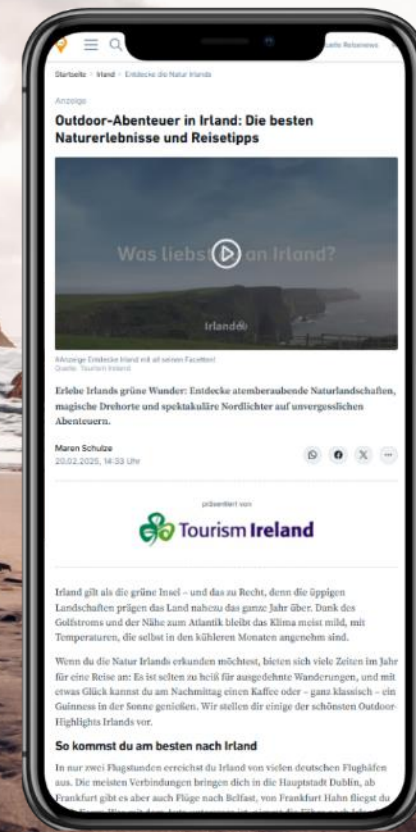 uelle Reisenews
Startseite › Irland › Entdecke die Natur Irlands
Anzeige
Outdoor-Abenteuer in Irland: Die besten
Naturerlebnisse und Reisetipps
Was liebst an Irland?
Irland
#Anzeige Entdecke Irland mit all seinen Facetten!
Quelle: Tourism Ireland
Erlebe Irlands grüne Wunder: Entdecke atemberaubende Naturlandschaften,
magische Drehorte und spektakuläre Nordlichter auf unvergesslichen
Abenteuern.
Maren Schulze
20.02.2025, 14:33 Uhr
präsentiert von
Tourism Ireland
Irland gilt als die grüne Insel – und das zu Recht, denn die üppigen
Landschaften prägen das Land nahezu das ganze Jahr über. Dank des
Golfstroms und der Nähe zum Atlantik bleibt das Klima meist mild, mit
Temperaturen, die selbst in den kühleren Monaten angenehm sind.
Wenn du die Natur Irlands erkunden möchtest, bieten sich viele Zeiten im Jahr
für eine Reise an: Es ist selten zu heiß für ausgedehnte Wanderungen, und mit
etwas Glück kannst du am Nachmittag einen Kaffee oder – ganz klassisch – ein
Guinness in der Sonne genießen. Wir stellen dir einige der schönsten Outdoor-
Highlights Irlands vor.
So kommst du am besten nach Irland
In nur zwei Flugstunden erreichst du Irland von vielen deutschen Flughäfen
aus. Die meisten Verbindungen bringen dich in die Hauptstadt Dublin, ab
Frankfurt gibt es aber auch Flüge nach Belfast, von Frankfurt Hahn fliegst du